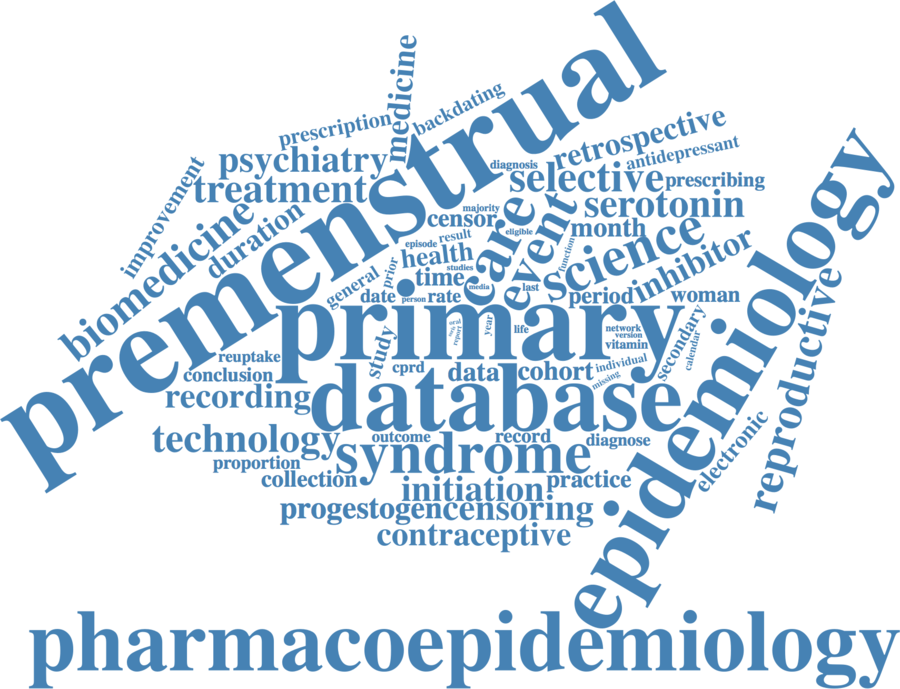 premenstrual
medicine
backdating
prescription
psychiatry
treatment
improvement
biomedicine
duration
retrospective
antidepressant
diagnosis
selective
prescribing
serotonin
majority
censor
care
event
eligible
month
science
function
episode
result
health
studies
prior
general
time
media
last
inhibitor
date
person
rate
period
woman
primary
year
life
network
version
vitamin
secondary
calendar
study
reuptake
conclusion
cprd
data
cohort
individual
missing
recording
database
epidemiology
reproductive
electronic
technology
outcome
record
diagnose
syndrome
proportion
collection
practice
initiation
progestogen
censoring
contraceptive
pharmacoepidemiology